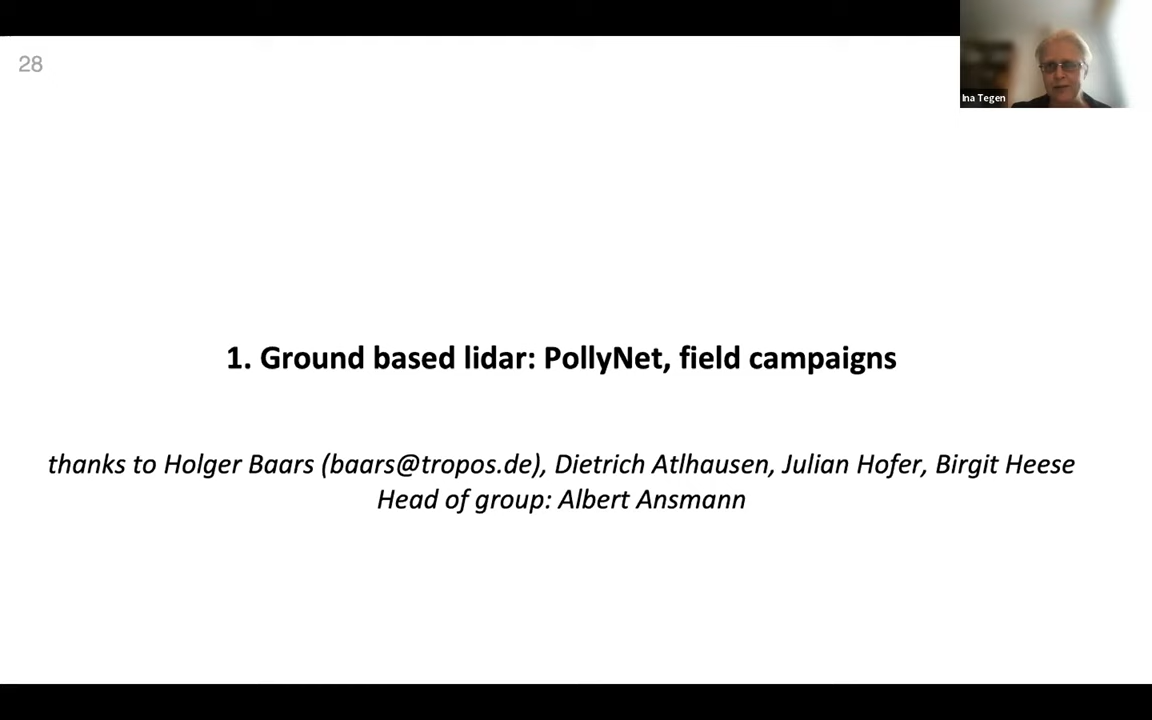 28
Ina Tegen
1. Ground based lidar: PollyNet, field campaigns
thanks to Holger Baars (baars@tropos.de), Dietrich Atlhausen, Julian Hofer, Birgit Heese
Head of group: Albert Ansmann